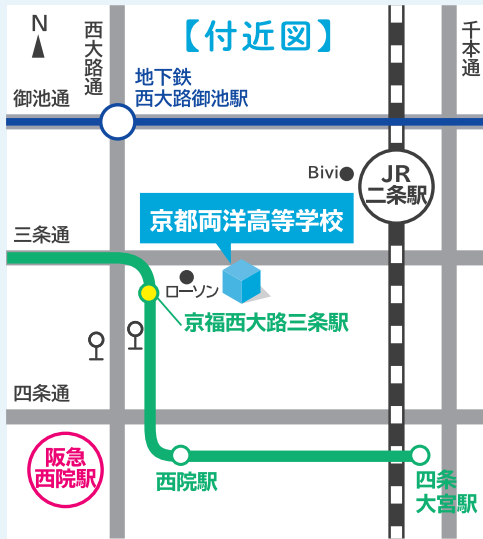 【付近図】
N
西大路通
千本通
地下鉄
西大路御池駅
御池通
Bivi
JR
二条駅
京都両洋高等学校
三条通
ローソン
京福西大路三条駅
四条通
阪急
西院駅
西院駅
四条
大宮駅